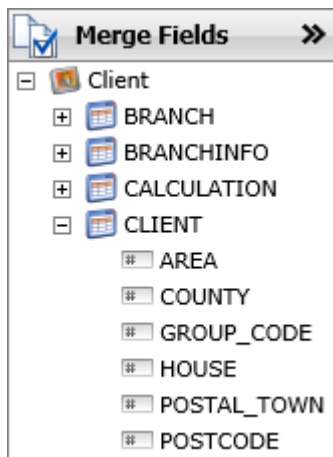 Merge Fields
Client
BRANCH
BRANCHINFO
CALCULATION
CLIENT
AREA
COUNTY
GROUP_CODE
HOUSE
POSTAL_TOWN
POSTCODE